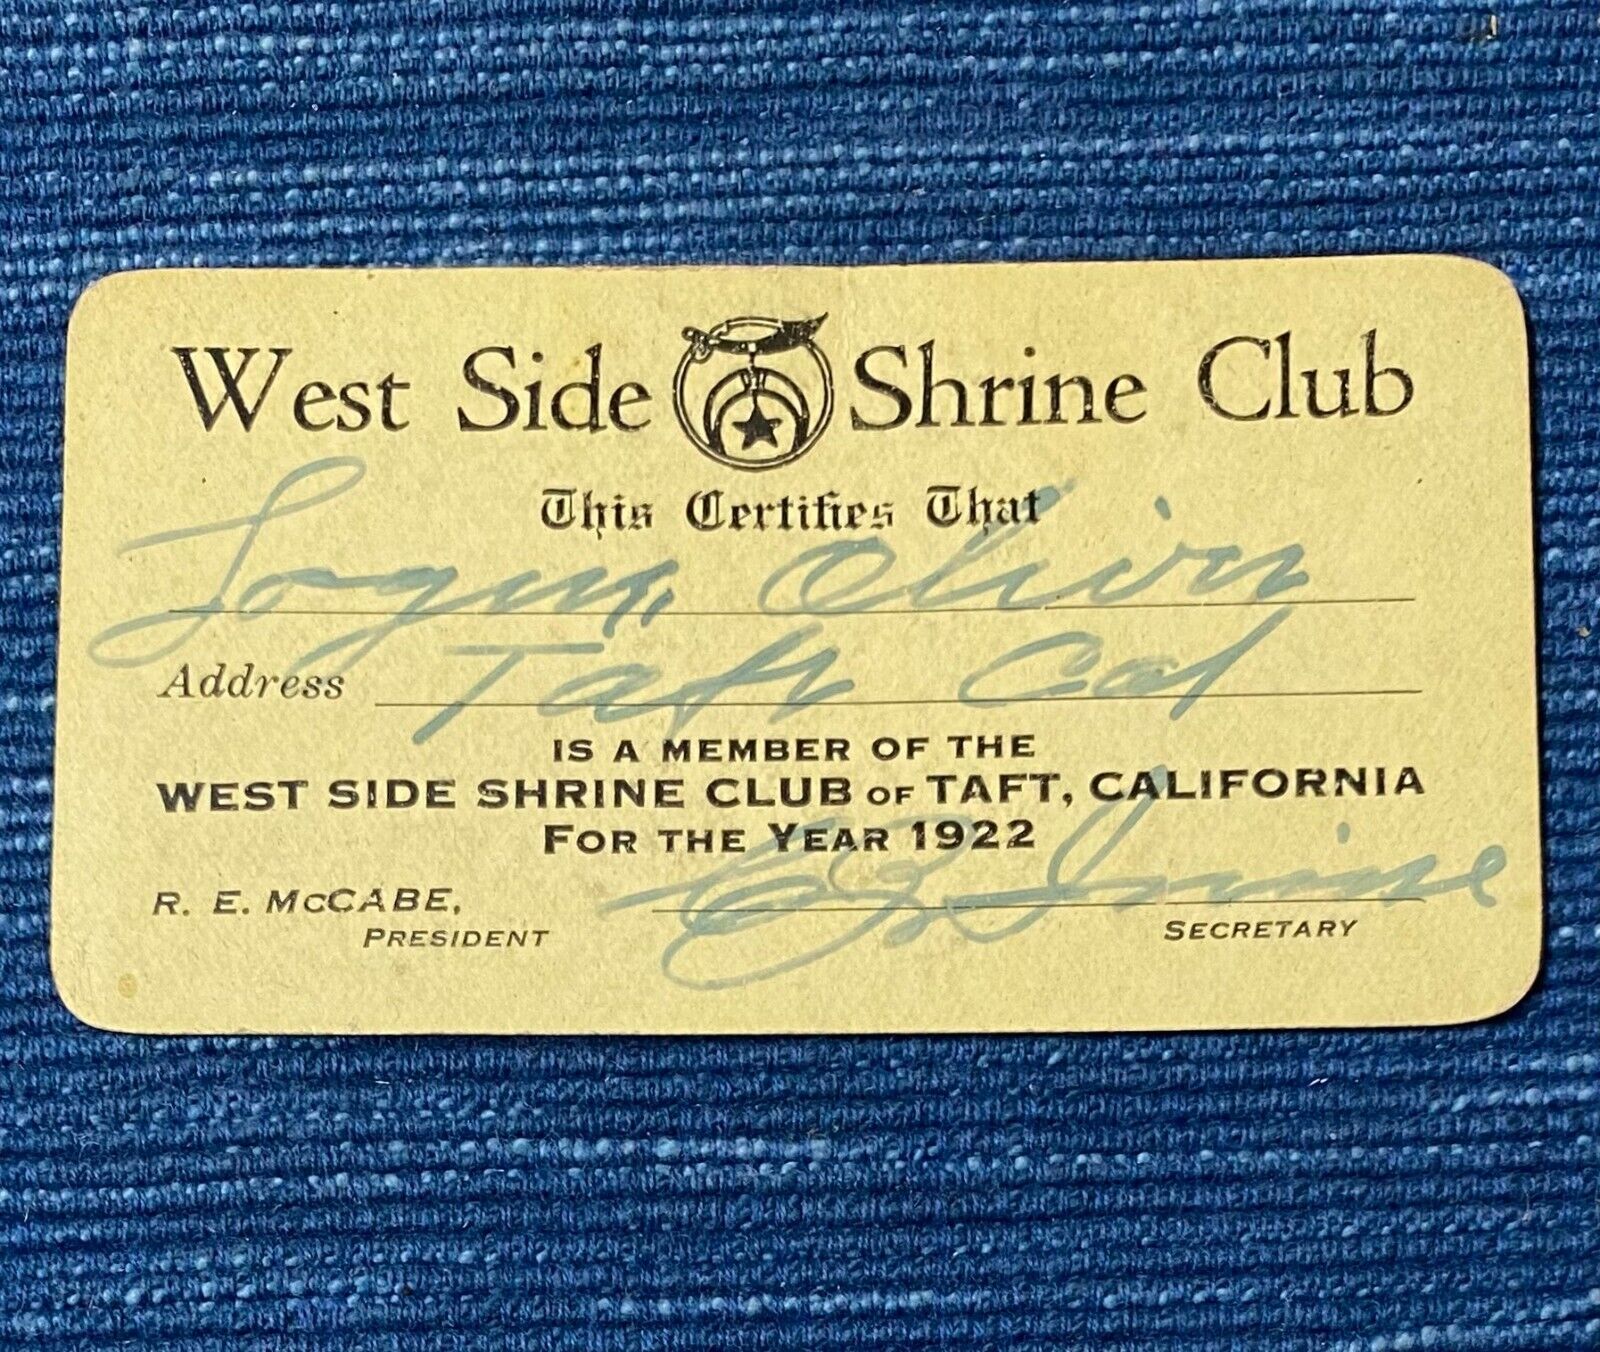 West Side Shrine Club
This Certifies That
Oliver
Address Taft Cal
IS A MEMBER OF THE
WEST SIDE SHRINE CLUB OF TAFT, CALIFORNIA
FOR THE YEAR 1922
R. E. MCCABE,
PRESIDENT
Irvine
SECRETARY